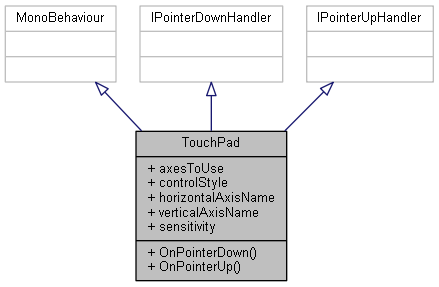 MonoBehaviour
IPointerDownHandler
IPointerUpHandler
TouchPad
+ axesToUse
+ controlStyle
+ horizontalAxisName
+ verticalAxisName
+ sensitivity
+ OnPointerDown()
+ OnPointerUp()